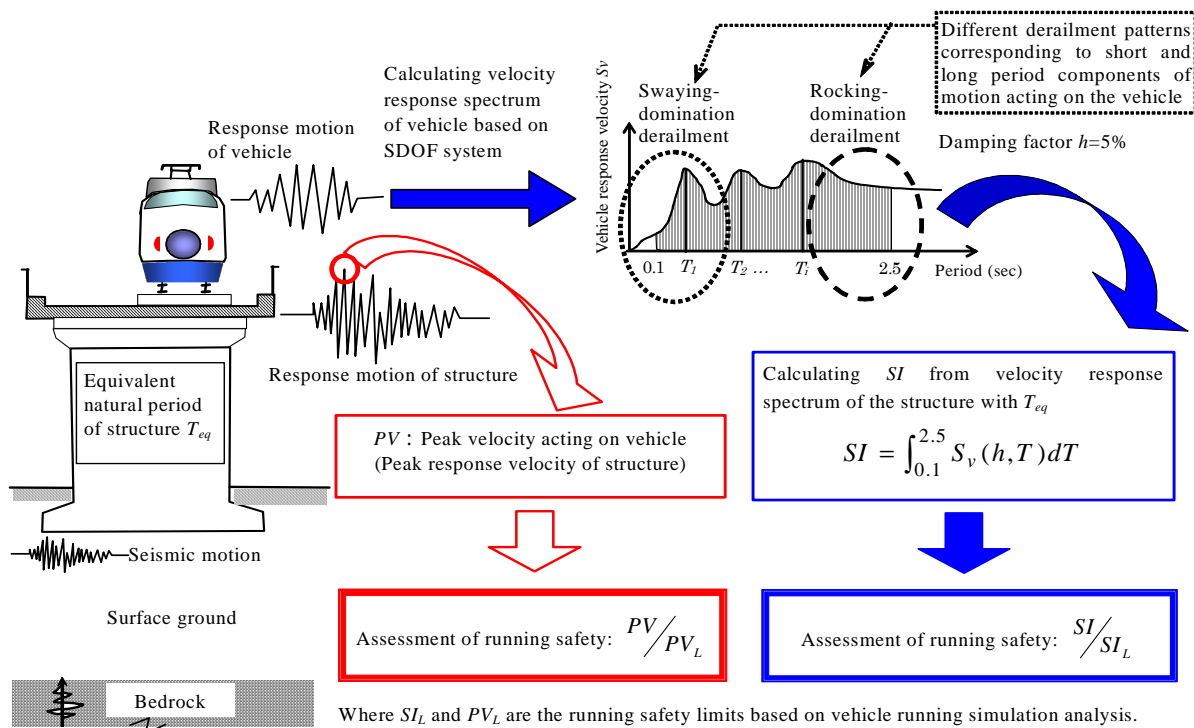 Different derailment patterns
corresponding to short and
long period components of
motion acting on the vehicle
Calculating velocity
response spectrum
of vehicle based on
SDOF system
Response motion
of vehicle
Vehicle response velocity Sv
Swaying-
domination
derailment
Rocking-
domination
derailment
Damping factor h=5%
0.1 T1 T2 ... Ti 2.5 Period (sec)
Response motion of structure
Equivalent
natural period
of structure Teq
PV : Peak velocity acting on vehicle
(Peak response velocity of structure)
Calculating SI from velocity response
spectrum of the structure with Teq
SI = ∫_{0.1}^{2.5} S_v(h,T)dT
Seismic motion
Surface ground
Assessment of running safety: PV/PV_L
Assessment of running safety: SI/SI_L
Bedrock
Where SI_L and PV_L are the running safety limits based on vehicle running simulation analysis.